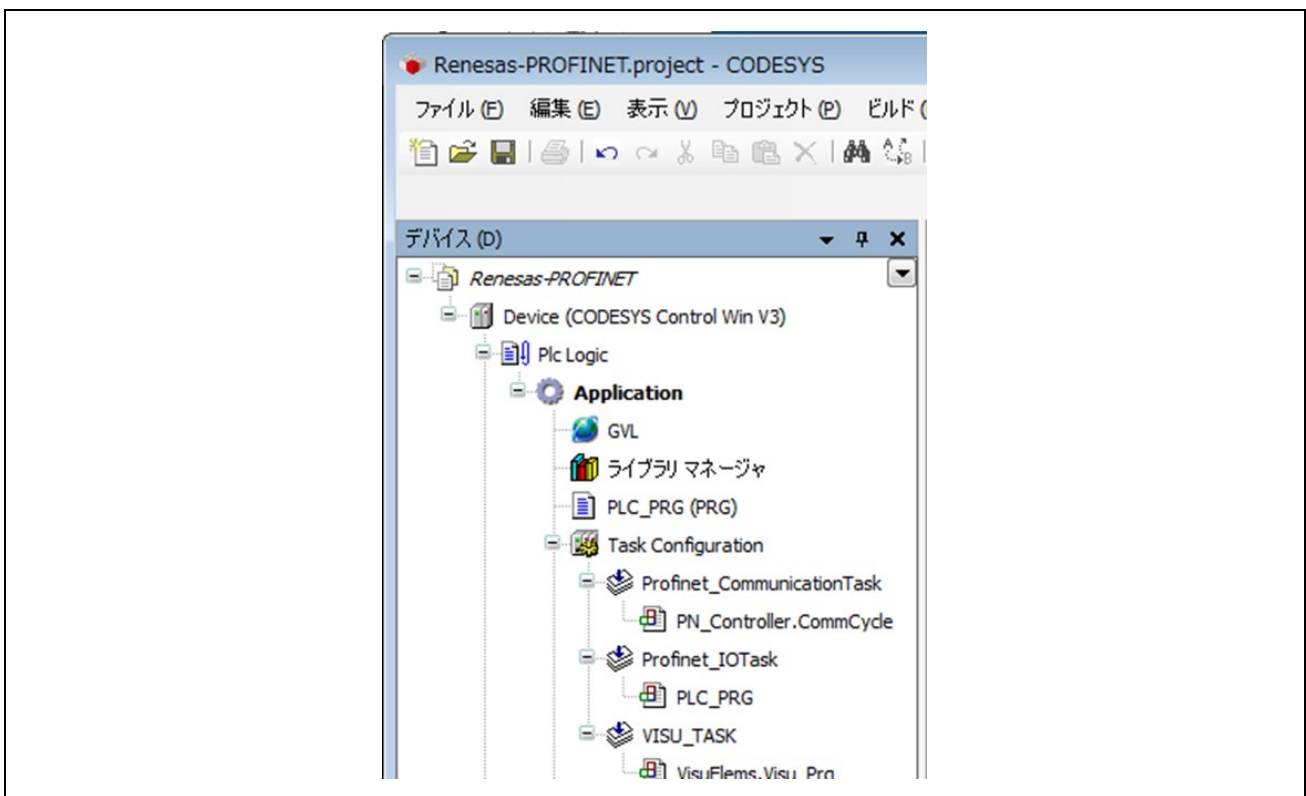 Renesas-PROFINET.project - CODESYS
ファイル (F) 編集 (E) 表示 (V) プロジェクト (P) ビルド (
デバイス (D)
Renesas-PROFINET
Device (CODESYS Control Win V3)
Plc Logic
Application
GVL
ライブラリ マネージャ
PLC_PRG (PRG)
Task Configuration
Profinet_CommunicationTask
PN_Controller.CommCycle
Profinet_IOTask
PLC_PRG
VISU_TASK
VisuElems.Visu_Prg